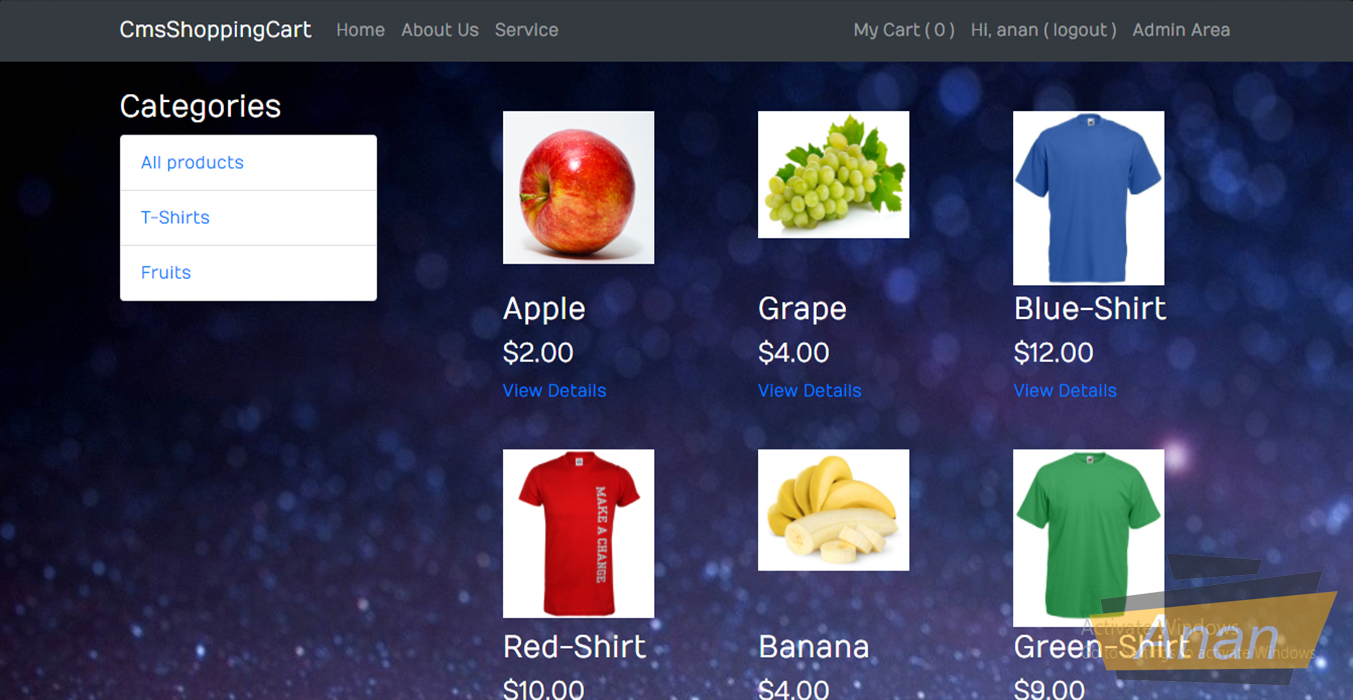 CmsShoppingCart Home About Us Service My Cart ( 0 ) Hi, anan ( logout ) Admin Area
Categories
All products
T-Shirts
Fruits
Apple Grape Blue-Shirt
$2.00 $4.00 $12.00
View Details View Details View Details
MAKE A CHANGE
Red-Shirt Banana Green-Shirt
$10.00 $4.00 $9.00
Activate Windows
to activate Windows
Anan